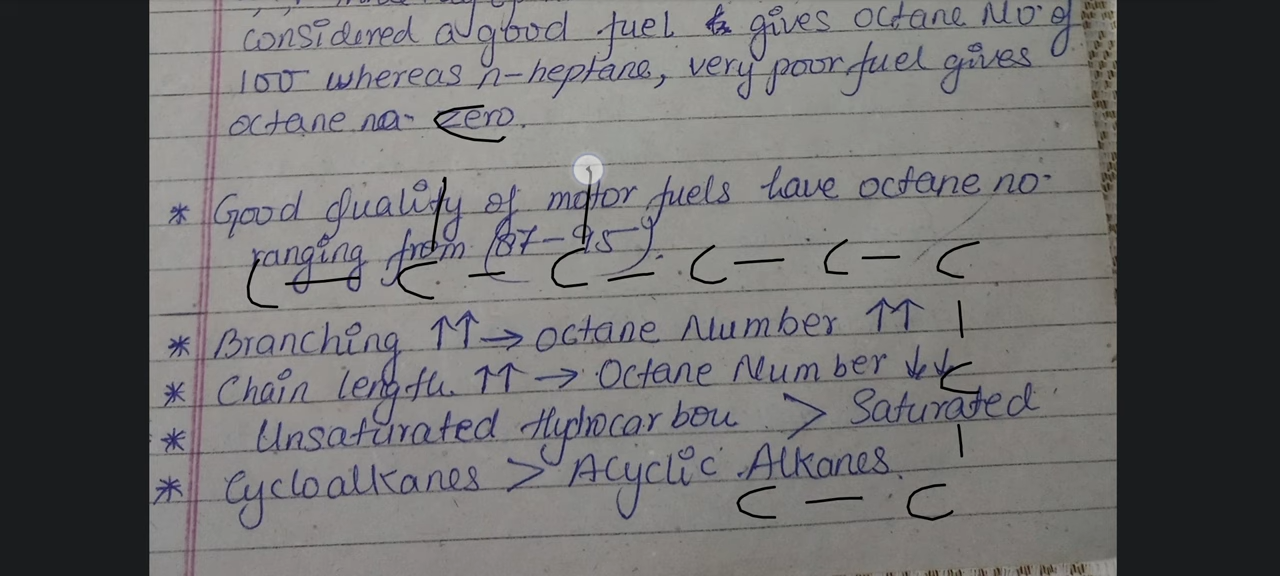 considered a good fuel gives octane No. of
100 whereas n-heptane, very poor fuel gives
octane no. zero.
* Good quality of motor fuels have octane no.
ranging from (87-95).
C — C — C — C — C — C
|
* Branching ↑↑ → octane Number ↑↑
* Chain length ↑↑ → Octane Number ↓↓
C
* Unsaturated Hydrocarbon > Saturated
|
* Cycloalkanes > Acyclic Alkanes.
C — C